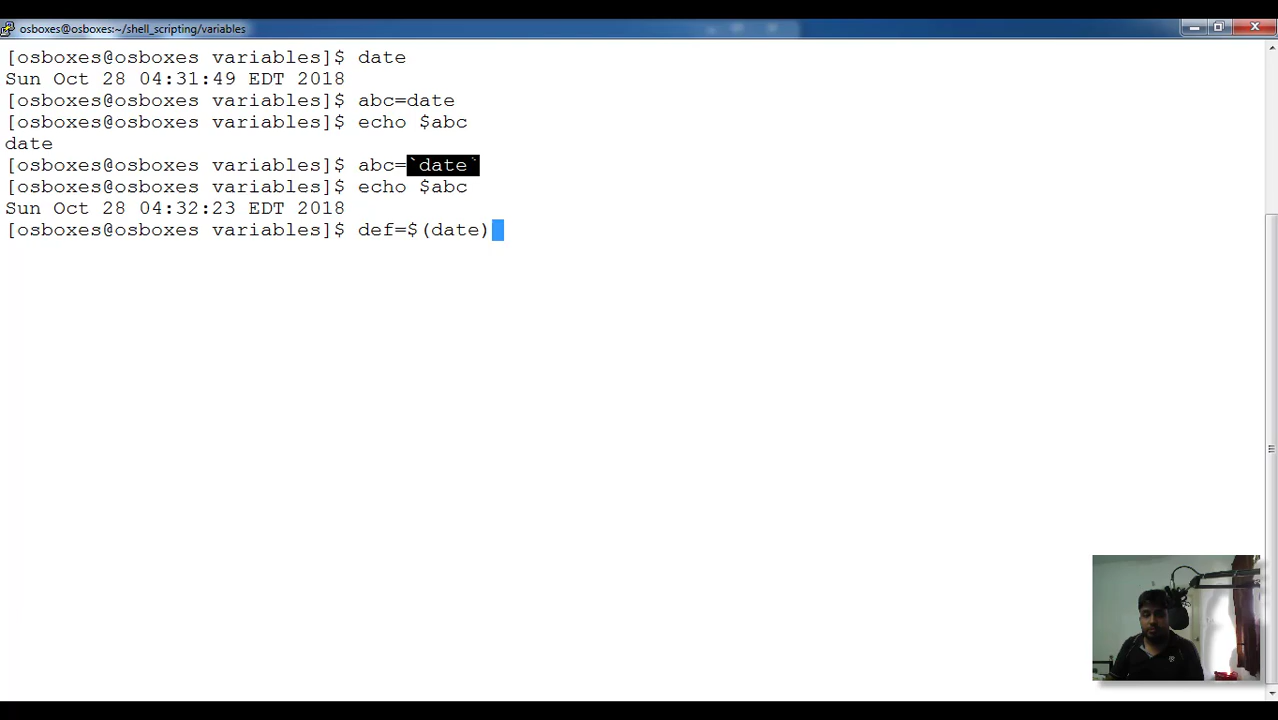 osboxes@osboxes:~/shell_scripting/variables
[osboxes@osboxes variables]$ date
Sun Oct 28 04:31:49 EDT 2018
[osboxes@osboxes variables]$ abc=date
[osboxes@osboxes variables]$ echo $abc
date
[osboxes@osboxes variables]$ abc=`date`
[osboxes@osboxes variables]$ echo $abc
Sun Oct 28 04:32:23 EDT 2018
[osboxes@osboxes variables]$ def=$(date)